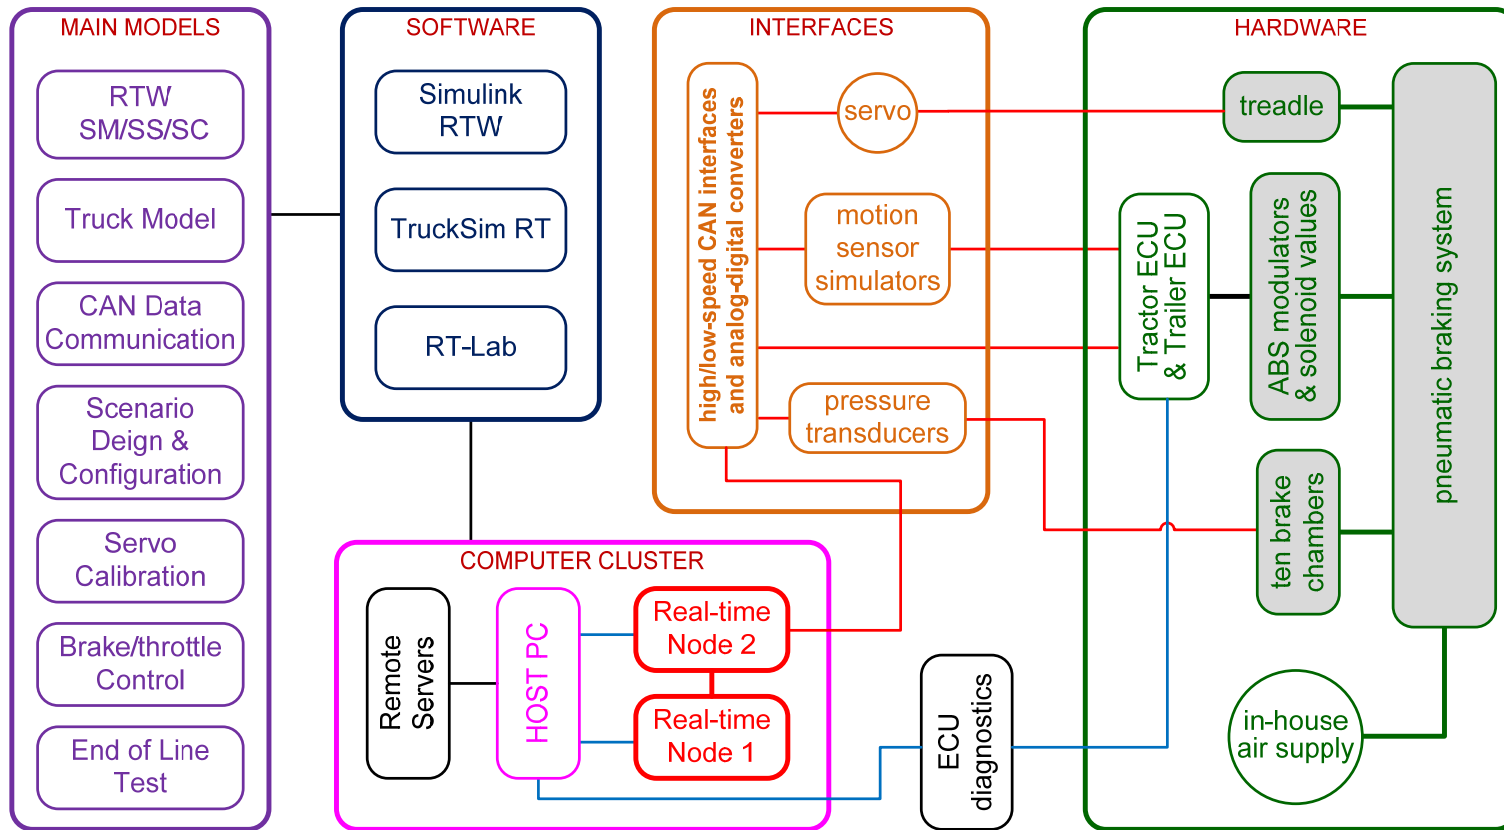 MAIN MODELS
RTW
SM/SS/SC
Truck Model
CAN Data
Communication
Scenario
Deign &
Configuration
Servo
Calibration
Brake/throttle
Control
End of Line
Test
SOFTWARE
Simulink
RTW
TruckSim RT
RT-Lab
COMPUTER CLUSTER
Remote
Servers
HOST PC
Real-time
Node 2
Real-time
Node 1
INTERFACES
high/low-speed CAN interfaces
and analog-digital converters
servo
motion
sensor
simulators
pressure
transducers
ECU
diagnostics
HARDWARE
treadle
Tractor ECU
& Trailer ECU
ABS modulators
& solenoid values
ten brake
chambers
pneumatic braking system
in-house
air supply